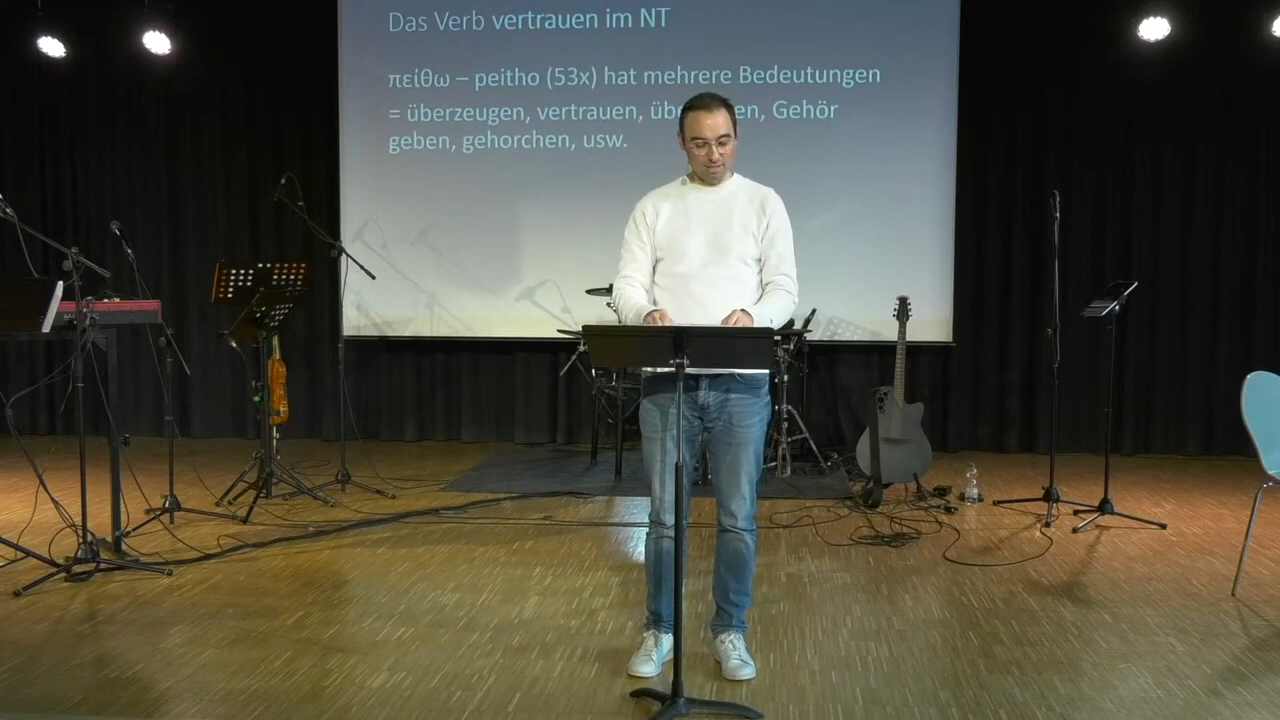 Das Verb vertrauen im NT
πείθω – peitho (53x) hat mehrere Bedeutungen
= überzeugen, vertrauen, Gehör
geben, gehorchen, usw.